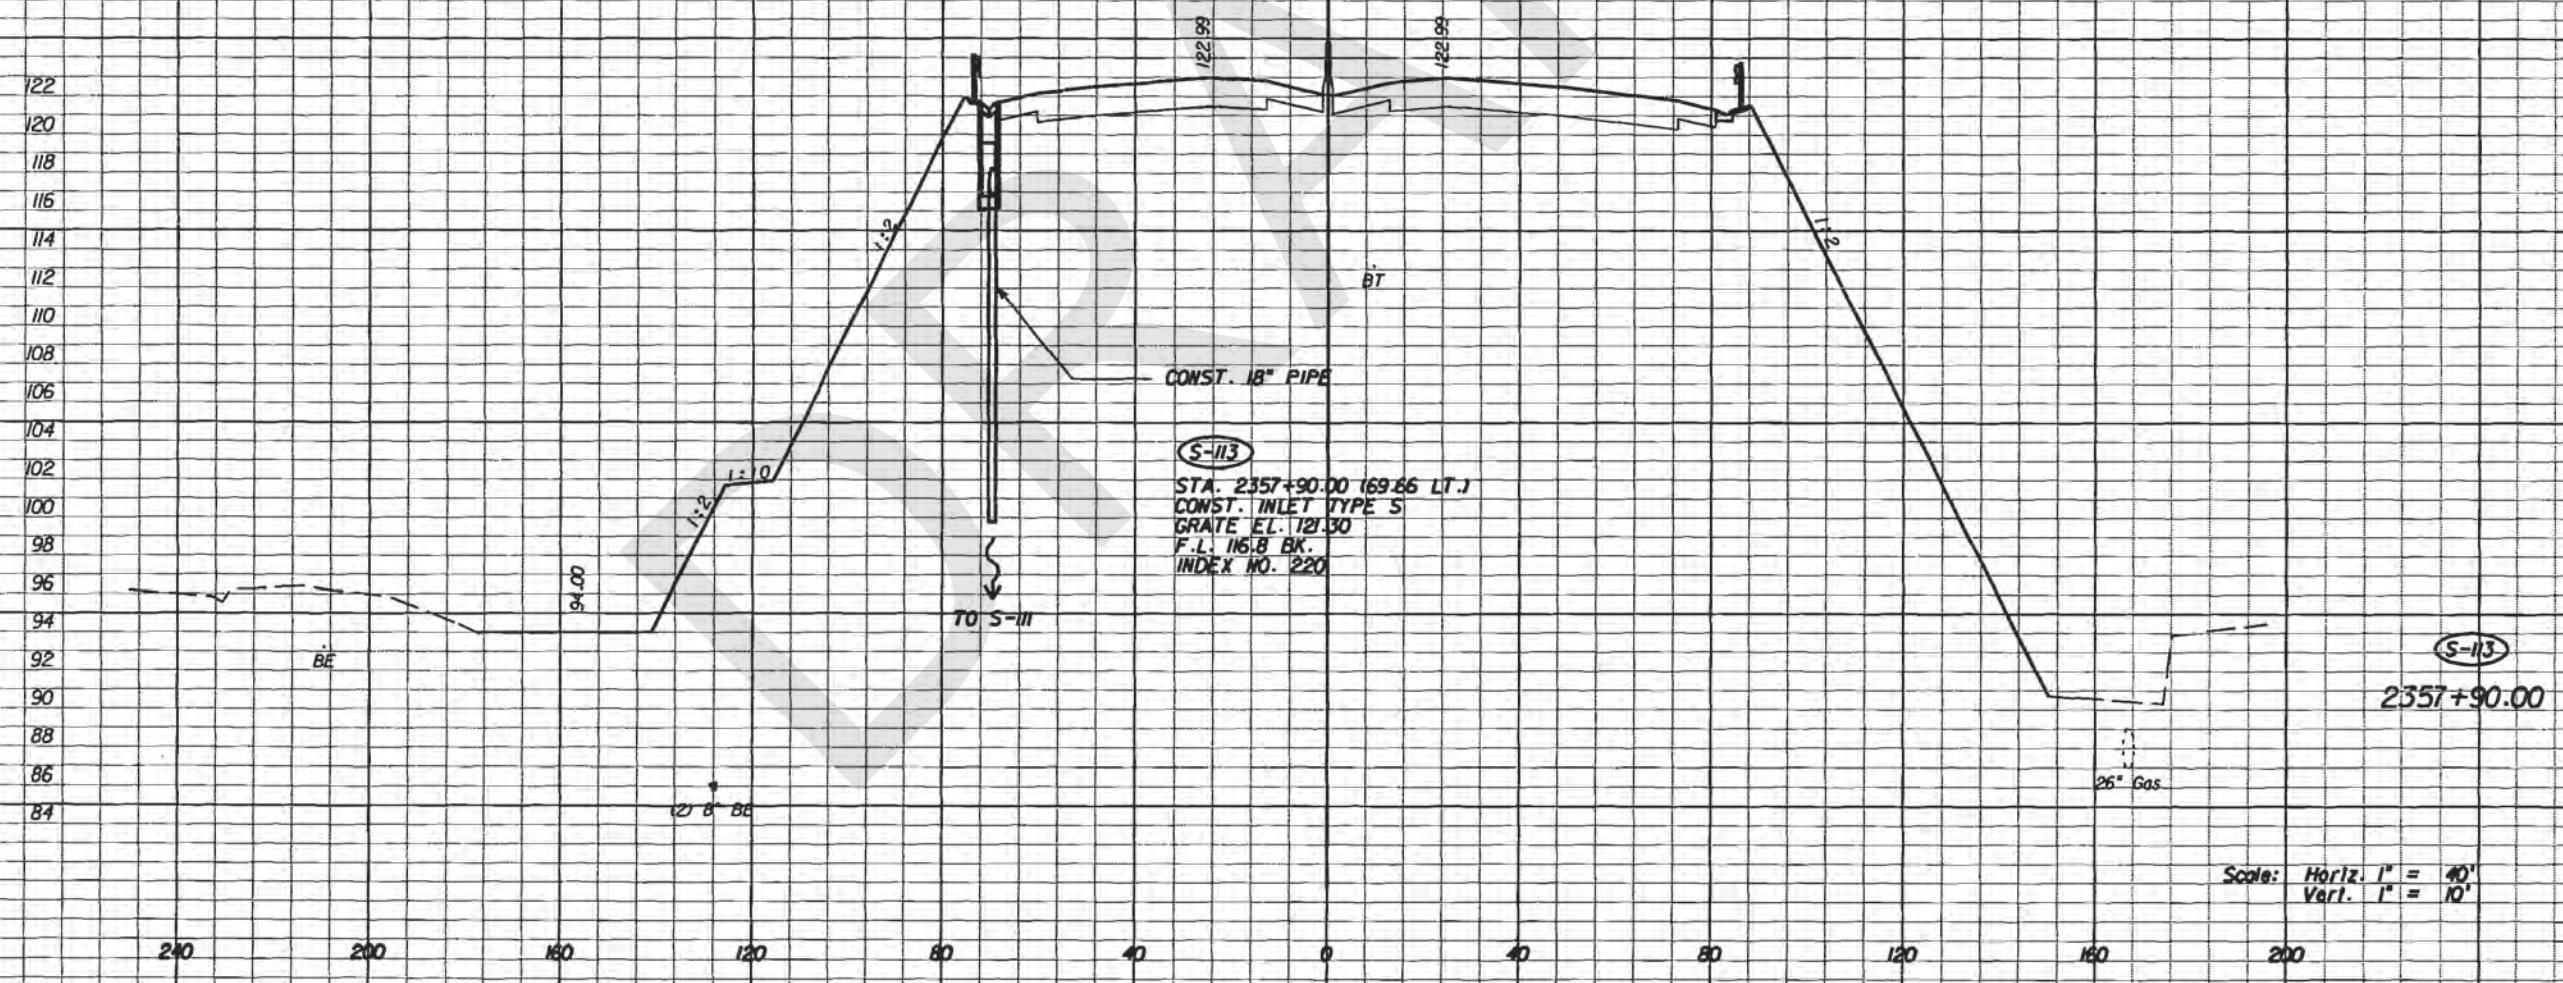 122.99
122.99
122
120
118
116
114
112
110
108
106
104
102
100
98
96
94
92
90
88
86
84
1:2
1:2
BT
CONST. 18" PIPE
1:10
1:2
S-113
STA. 2357+90.00 (69.66 LT.)
CONST. INLET TYPE S
GRATE EL. 121.30
F.L. 116.8 BK.
INDEX NO. 220
94.00
TO S-111
BE
S-113
2357+90.00
26" Gas
(2) 8" BE
Scale: Horiz. 1" = 40'
Vert. 1" = 10'
240 200 160 120 80 40 0 40 80 120 160 200